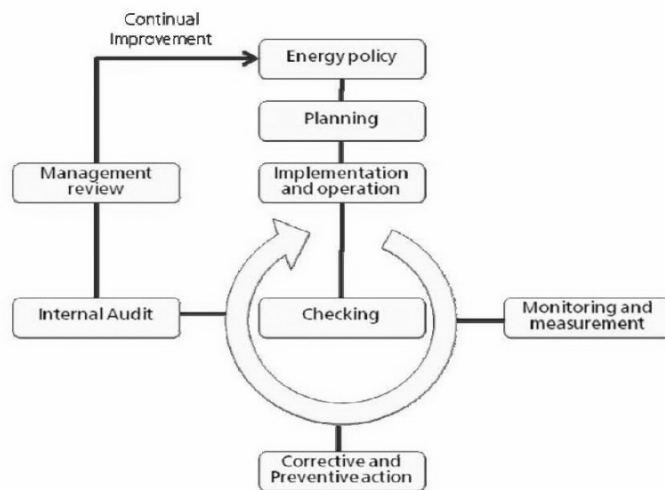 Continual
Improvement
Energy policy
Planning
Management
review
Implementation
and operation
Internal Audit
Checking
Monitoring and
measurement
Corrective and
Preventive action